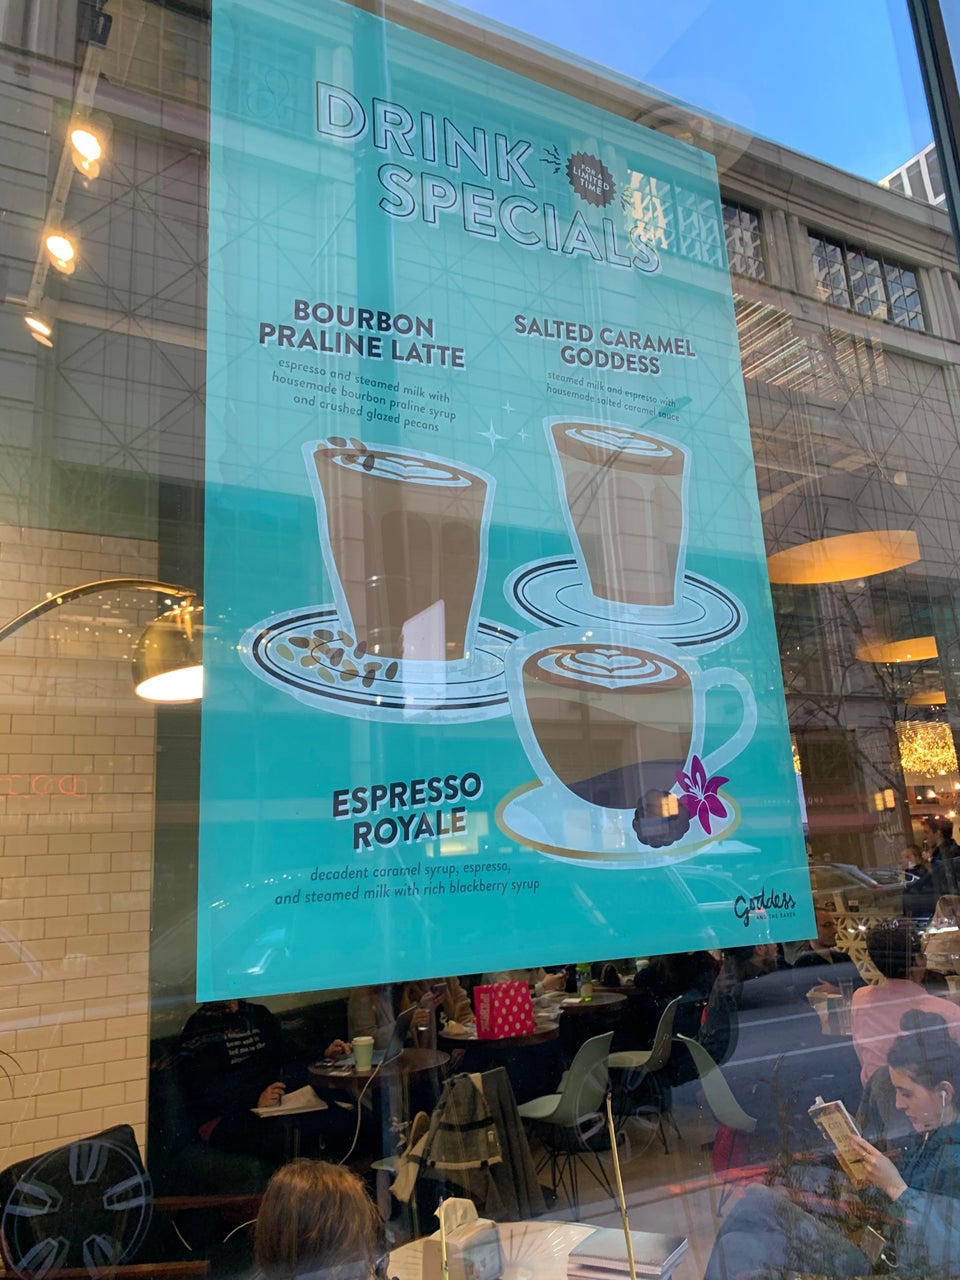 DRINK
SPECIALS
FOR A
LIMITED
TIME
BOURBON
PRALINE LATTE
espresso and steamed milk with
housemade bourbon praline syrup
and crushed glazed pecans
SALTED CARAMEL
GODDESS
steamed milk and espresso with
housemade salted caramel sauce
ESPRESSO
ROYALE
decadent caramel syrup, espresso,
and steamed milk with rich blackberry syrup
Goddess
AND THE BAKER